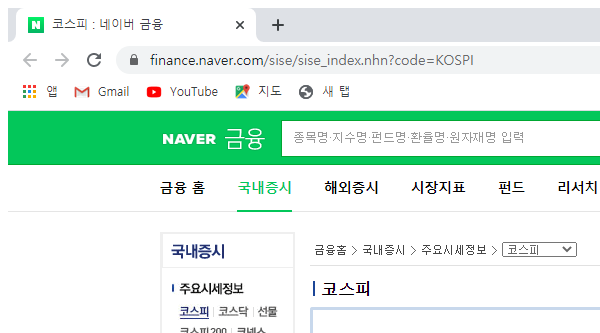 코스피 : 네이버 금융
finance.naver.com/sise/sise_index.nhn?code=KOSPI
앱 Gmail YouTube 지도 새 탭
NAVER 금융 종목명·지수명·펀드명·환율명·원자재명 입력
금융 홈 국내증시 해외증시 시장지표 펀드 리서치
국내증시 금융홈 > 국내증시 > 주요시세정보 > 코스피
주요시세정보 코스피
코스피 코스닥 선물
코스피200 코넥스